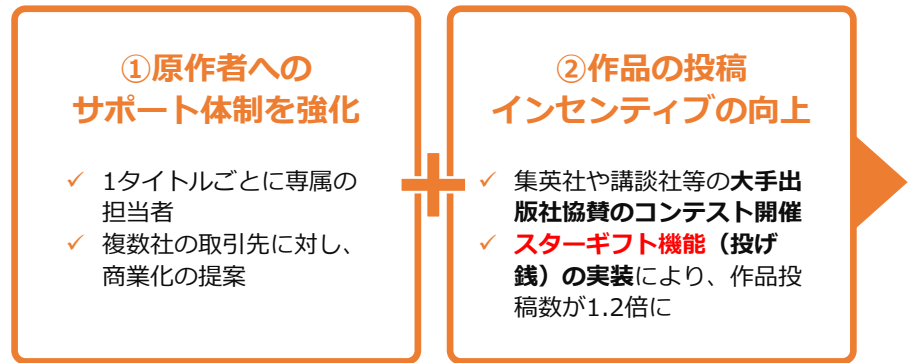 ①原作者への
サポート体制を強化
✓ 1タイトルごとに専属の
担当者
✓ 複数社の取引先に対し、
商業化の提案
②作品の投稿
インセンティブの向上
✓ 集英社や講談社等の大手出
版社協賛のコンテスト開催
✓ スターギフト機能（投げ
銭）の実装により、作品投
稿数が1.2倍に